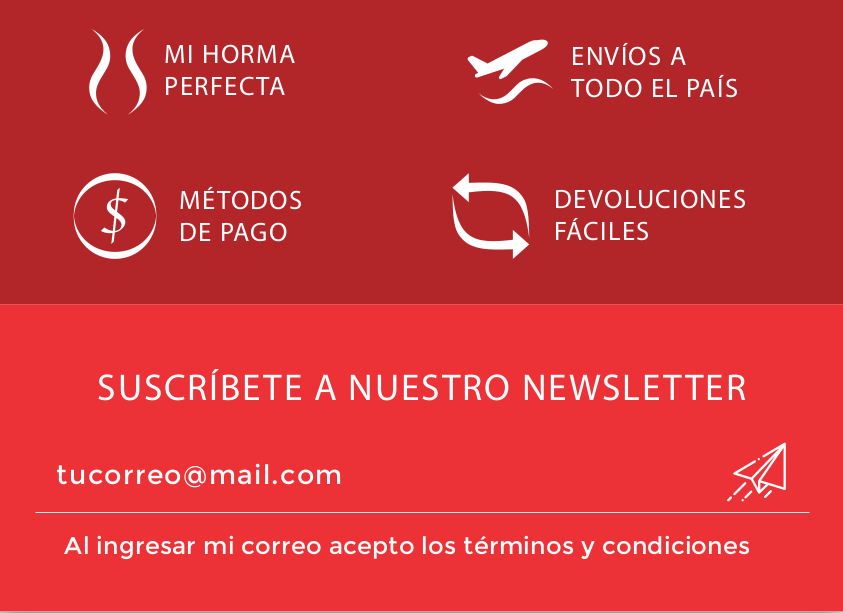 MI HORMA
PERFECTA
ENVÍOS A
TODO EL PAÍS
$
MÉTODOS
DE PAGO
DEVOLUCIONES
FÁCILES
SUSCRÍBETE A NUESTRO NEWSLETTER
tucorreo@mail.com
Al ingresar mi correo acepto los términos y condiciones